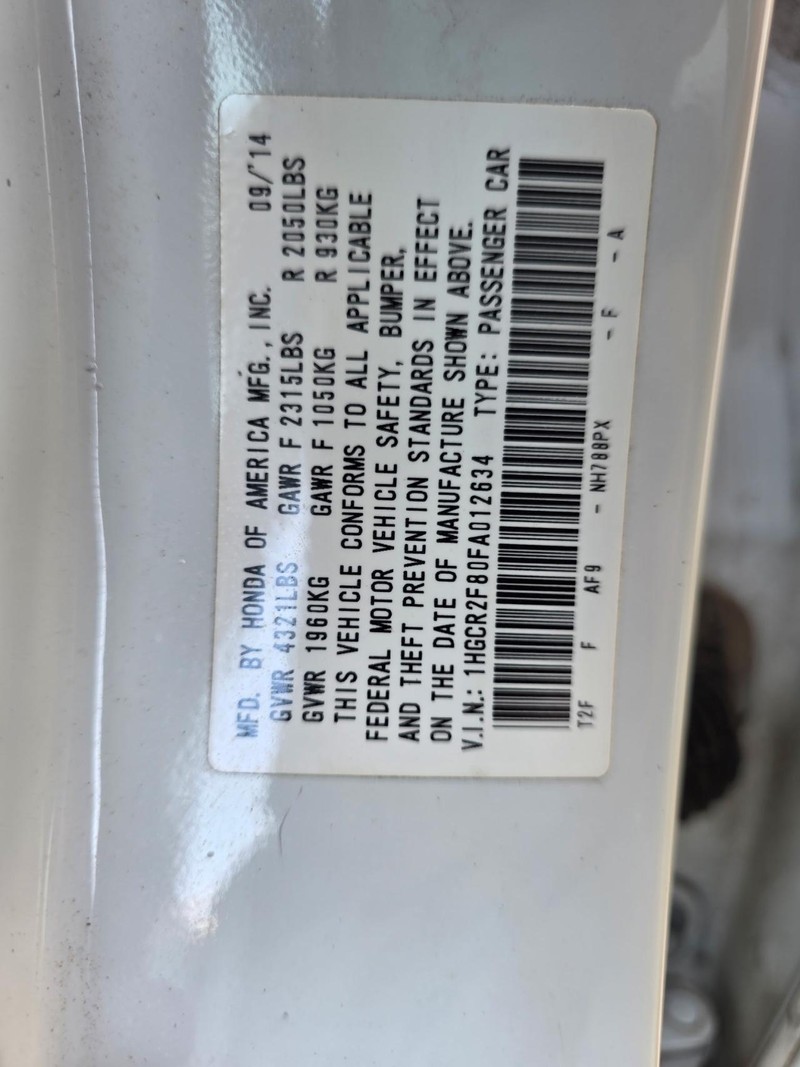 MFD. BY HONDA OF AMERICA MFG., INC. 09/'14
GVWR 4321LBS GAWR F 2315LBS R 2050LBS
GVWR 1960KG GAWR F 1050KG R 930KG
THIS VEHICLE CONFORMS TO ALL APPLICABLE
FEDERAL MOTOR VEHICLE SAFETY, BUMPER,
AND THEFT PREVENTION STANDARDS IN EFFECT
ON THE DATE OF MANUFACTURE SHOWN ABOVE.
V.I.N.: 1HGCR2F80FA012634 TYPE: PASSENGER CAR
T2F F AF9 - NH788PX - F - A